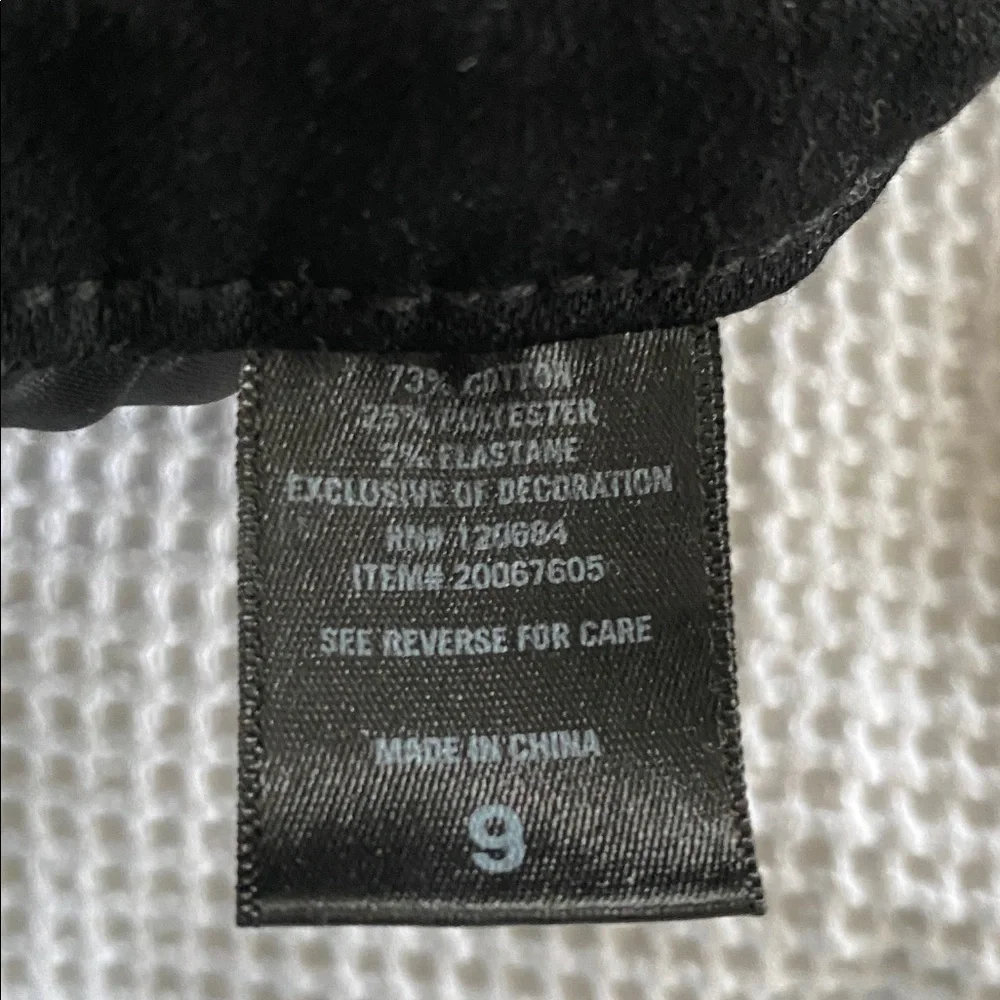 73% COTTON
25% POLYESTER
2% ELASTANE
EXCLUSIVE OF DECORATION
RN# 120684
ITEM# 20067605
SEE REVERSE FOR CARE
MADE IN CHINA
9